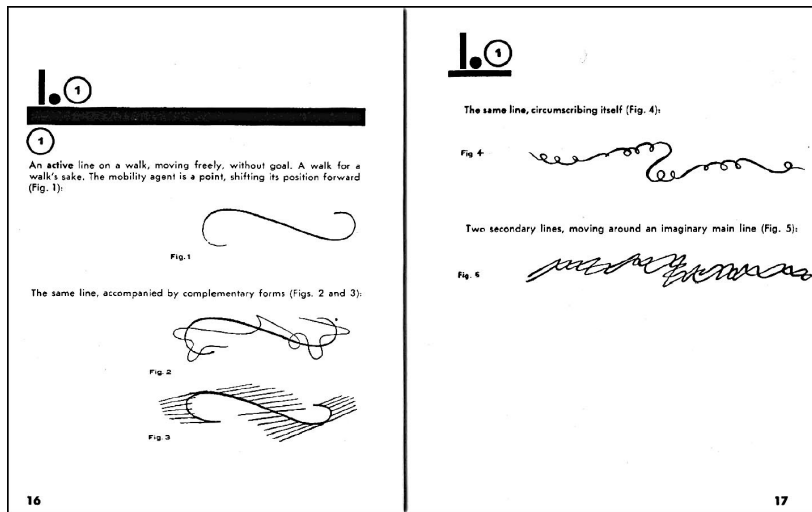 I. 1
1
An active line on a walk, moving freely, without goal. A walk for a
walk's sake. The mobility agent is a point, shifting its position forward
(Fig. 1):
Fig.1
The same line, accompanied by complementary forms (Figs. 2 and 3):
Fig. 2
Fig. 3
16
I. 1
The same line, circumscribing itself (Fig. 4):
Fig 4
Two secondary lines, moving around an imaginary main line (Fig. 5):
Fig. 5
17